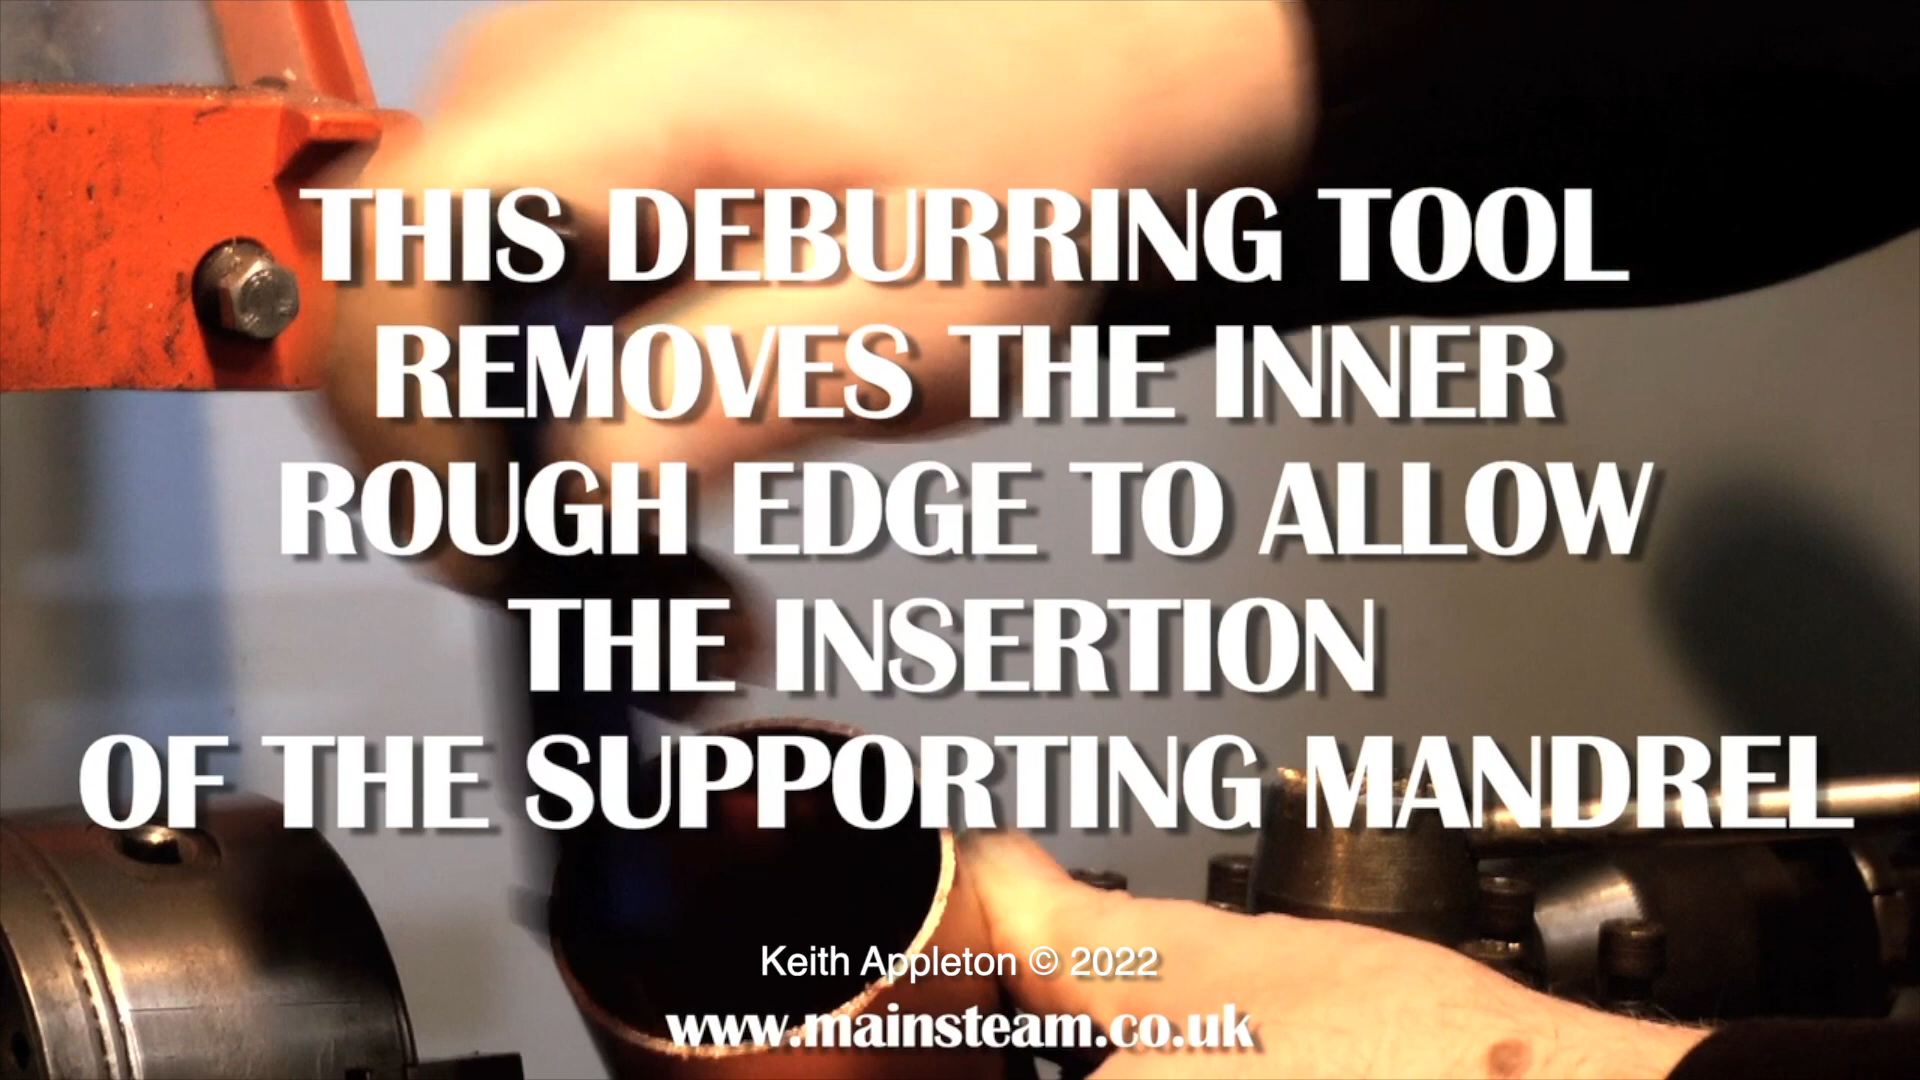 THIS DEBURRING TOOL
REMOVES THE INNER
ROUGH EDGE TO ALLOW
THE INSERTION
OF THE SUPPORTING MANDREL
Keith Appleton © 2022
www.mainsteam.co.uk